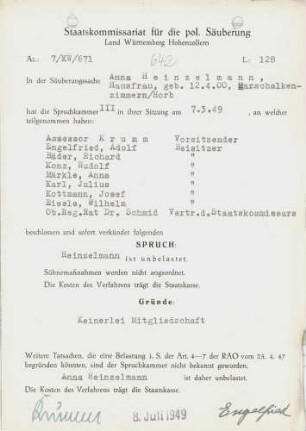 Staatskommissariat für die pol. Säuberung
Land Württemberg Hohenzollern
Az.: 7/KW/671 642 L: 128
In der Säuberungssache: Anna Heinzelmann,
Hausfrau, geb. 12.4.00, Marschalken-
zimmern/Horb
hat die Spruchkammer III in ihrer Sitzung am 7.3.49 , an welcher
teilgenommen haben:
Assessor Krumm Vorsitzender
Engelfried, Adolf Beisitzer
Bäder, Richard "
Konz, Rudolf "
Märkle, Anna "
Karl, Julius "
Kottmann, Josef "
Eissle, Wilhelm "
Ob.Reg.Rat Dr. Schmid Vertr.d.Staatskommissars
beschlossen und sofort verkündet folgenden
SPRUCH:
Heinzelmann ist unbelastet.
Sühnemaßnahmen werden nicht angeordnet.
Die Kosten des Verfahrens trägt die Staatskasse.
Gründe:
Keinerlei Mitgliedschaft
Weitere Tatsachen, die eine Belastung i. S. der Art. 4—7 der RAO vom 25. 4. 47
begründen könnten, sind der Spruchkammer nicht bekannt geworden.
Anna Heinzelmann ist daher unbelastet.
Die Kosten des Verfahrens trägt die Staatskasse.
Krumm 8. Juli 1949 Engelfried